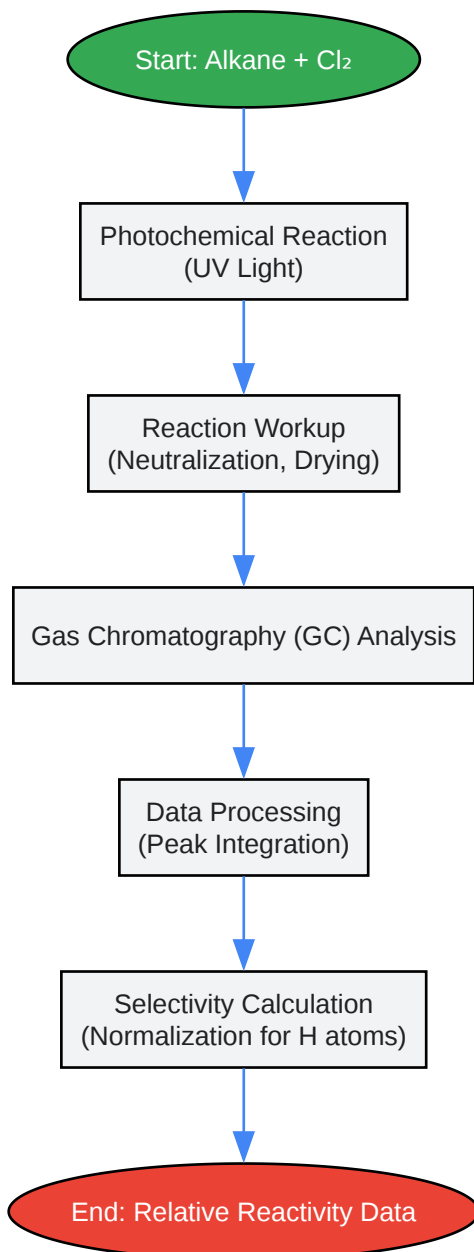 Start: Alkane + Cl₂
Photochemical Reaction
(UV Light)
Reaction Workup
(Neutralization, Drying)
Gas Chromatography (GC) Analysis
Data Processing
(Peak Integration)
Selectivity Calculation
(Normalization for H atoms)
End: Relative Reactivity Data